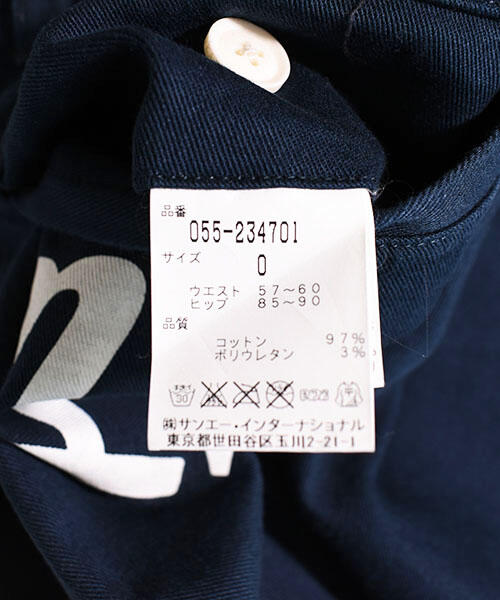 品番
055-234701
サイズ
0
ウエスト 57～60
ヒップ 85～90
品質
コットン 97%
ポリウレタン 3%
㈱サンエー・インターナショナル
東京都世田谷区玉川2-21-1